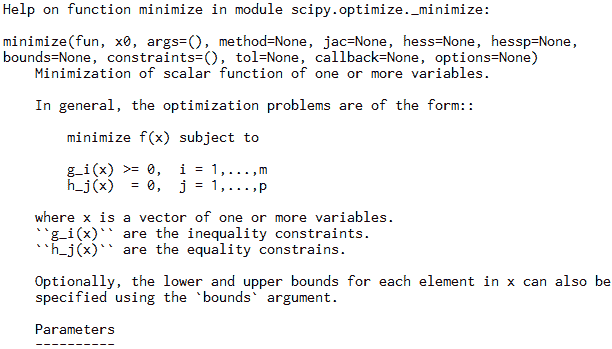 Help on function minimize in module scipy.optimize._minimize:
minimize(fun, x0, args=(), method=None, jac=None, hess=None, hessp=None,
bounds=None, constraints=(), tol=None, callback=None, options=None)
Minimization of scalar function of one or more variables.
In general, the optimization problems are of the form::
minimize f(x) subject to
g_i(x) >= 0,  i = 1,...,m
h_j(x)  = 0,  j = 1,...,p
where x is a vector of one or more variables.
``g_i(x)`` are the inequality constraints.
``h_j(x)`` are the equality constrains.
Optionally, the lower and upper bounds for each element in x can also be
specified using the `bounds` argument.
Parameters
----------